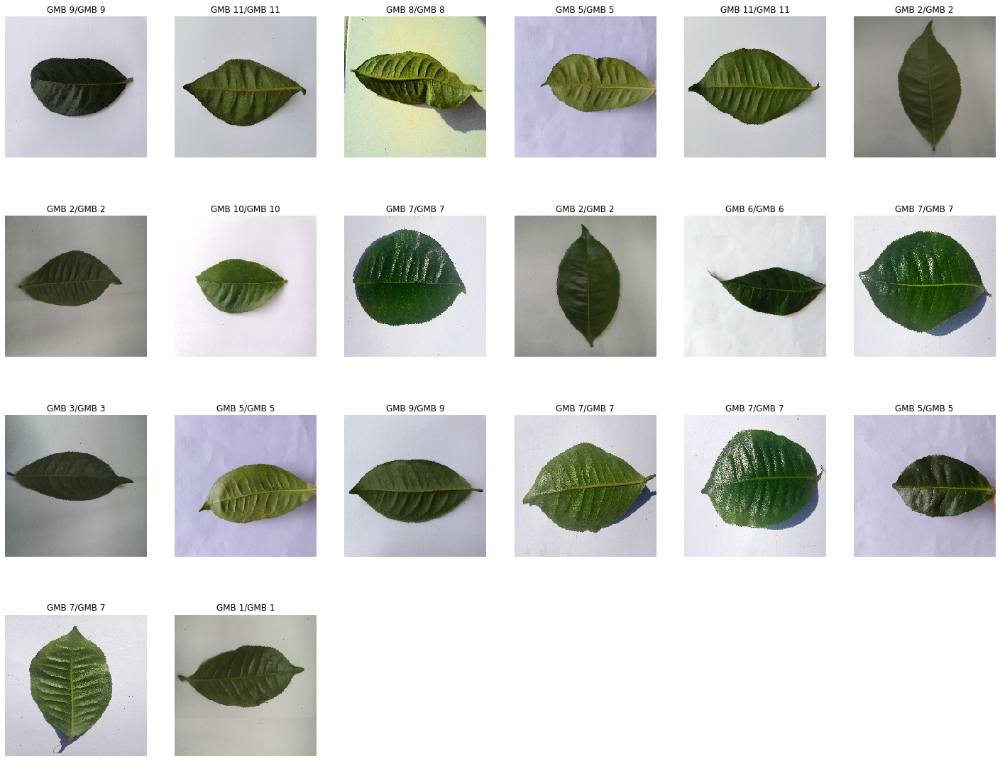 GMB 9/GMB 9
GMB 11/GMB 11
GMB 8/GMB 8
GMB 5/GMB 5
GMB 11/GMB 11
GMB 2/GMB 2
GMB 2/GMB 2
GMB 10/GMB 10
GMB 7/GMB 7
GMB 2/GMB 2
GMB 6/GMB 6
GMB 7/GMB 7
GMB 3/GMB 3
GMB 5/GMB 5
GMB 9/GMB 9
GMB 7/GMB 7
GMB 7/GMB 7
GMB 5/GMB 5
GMB 7/GMB 7
GMB 1/GMB 1